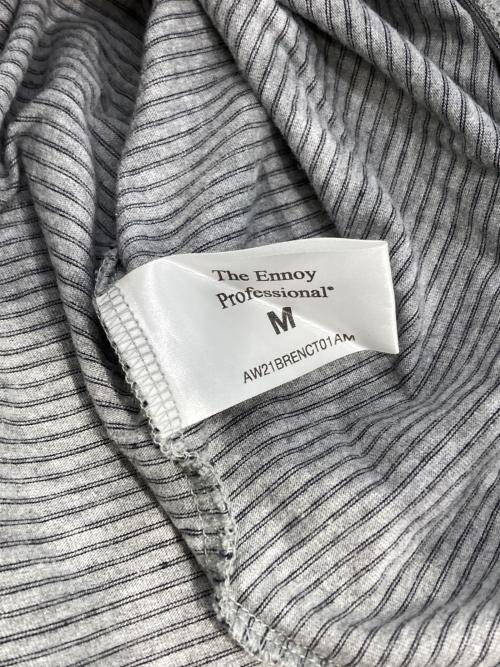 The Ennoy
Professional®
M
AW21BRENCT01AM